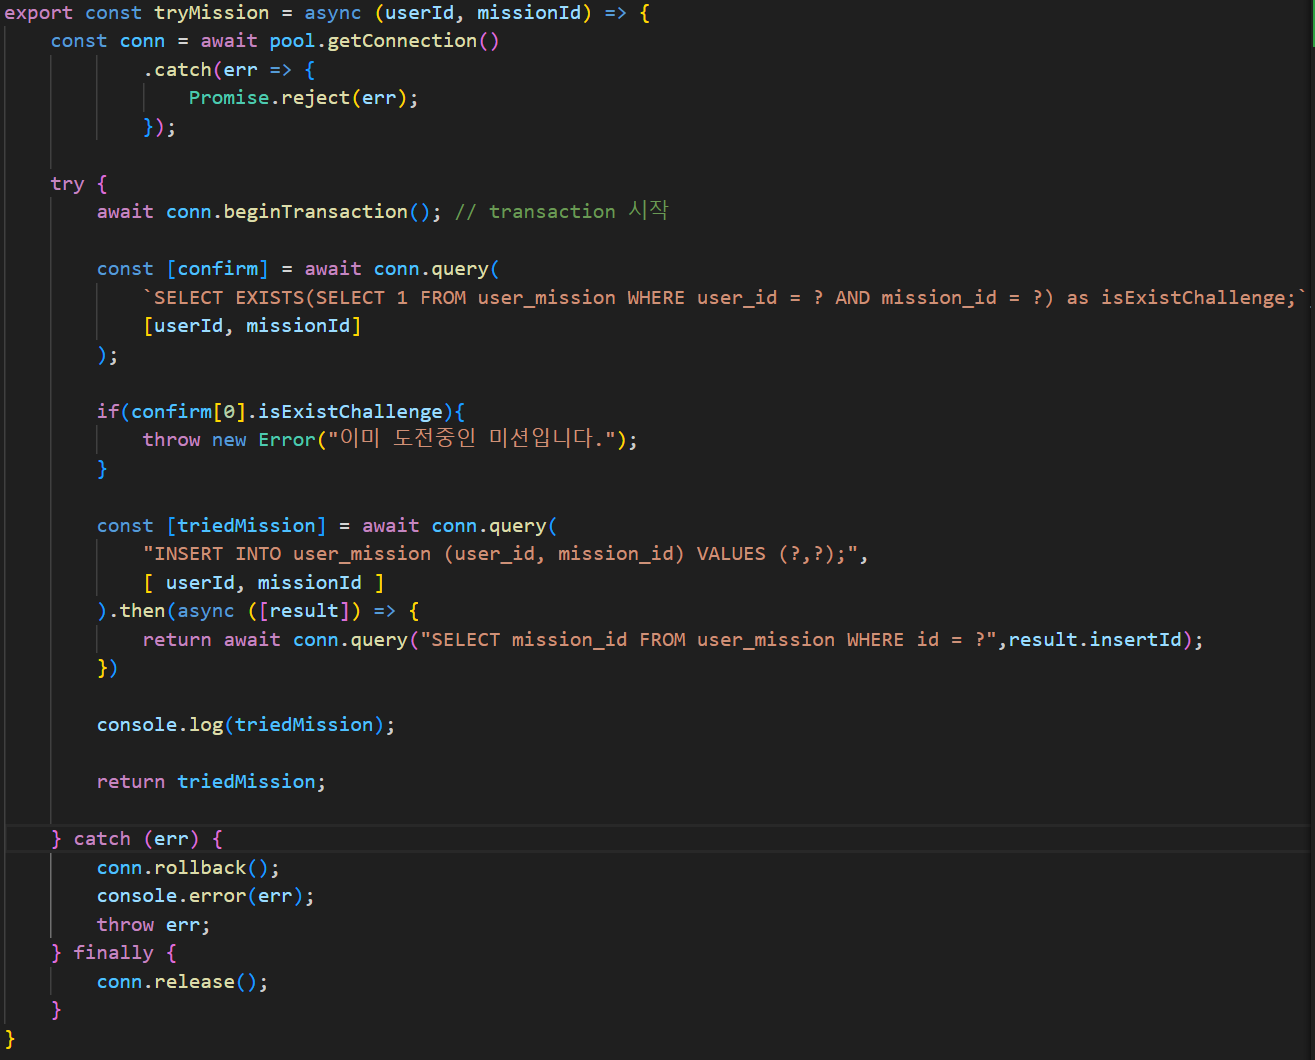 export const tryMission = async (userId, missionId) => {
    const conn = await pool.getConnection()
            .catch(err => {
                Promise.reject(err);
            });
    try {
        await conn.beginTransaction(); // transaction 시작
        const [confirm] = await conn.query(
            `SELECT EXISTS(SELECT 1 FROM user_mission WHERE user_id = ? AND mission_id = ?) as isExistChallenge;`,
            [userId, missionId]
        );
        if(confirm[0].isExistChallenge){
            throw new Error("이미 도전중인 미션입니다.");
        }
        const [triedMission] = await conn.query(
            "INSERT INTO user_mission (user_id, mission_id) VALUES (?,?);",
            [ userId, missionId ]
        ).then(async ([result]) => {
            return await conn.query("SELECT mission_id FROM user_mission WHERE id = ?",result.insertId);
        })
        console.log(triedMission);
        return triedMission;
    } catch (err) {
        conn.rollback();
        console.error(err);
        throw err;
    } finally {
        conn.release();
    }
}